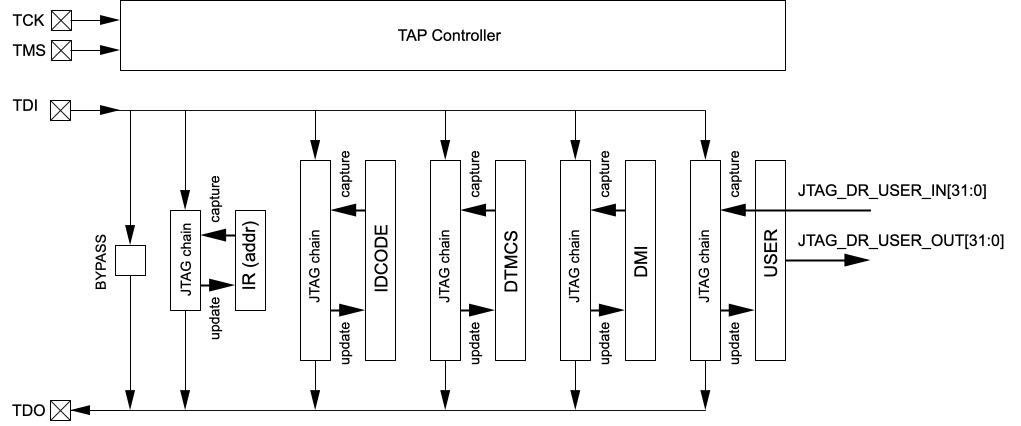 TCK
TAP Controller
TMS
TDI
BYPASS
JTAG chain
capture
update
IR (addr)
JTAG chain
capture
update
IDCODE
JTAG chain
capture
update
DTMCS
JTAG chain
capture
update
DMI
JTAG chain
capture
update
USER
JTAG_DR_USER_IN[31:0]
JTAG_DR_USER_OUT[31:0]
TDO